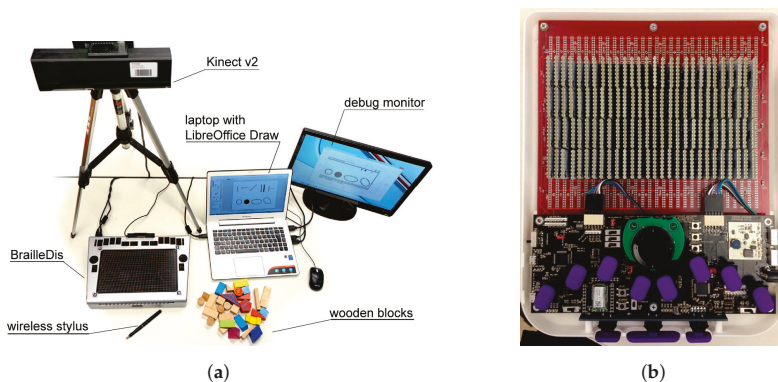 Kinect v2
debug monitor
laptop with
LibreOffice Draw
BrailleDis
wireless stylus
wooden blocks
(a)
(b)